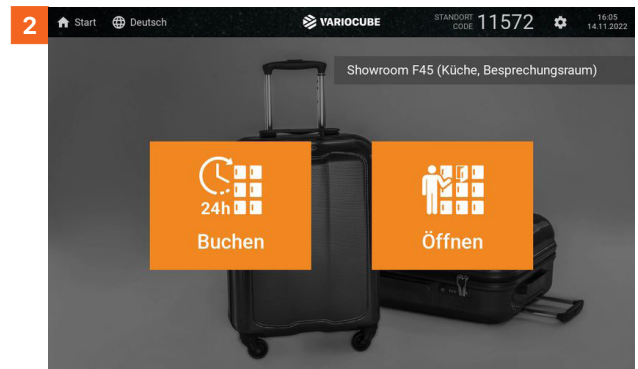 2
Start
Deutsch
VARIOCUBE
STANDORT
CODE
11572
16:05
14.11.2022
Showroom F45 (Küche, Besprechungsraum)
24h
Buchen
Öffnen